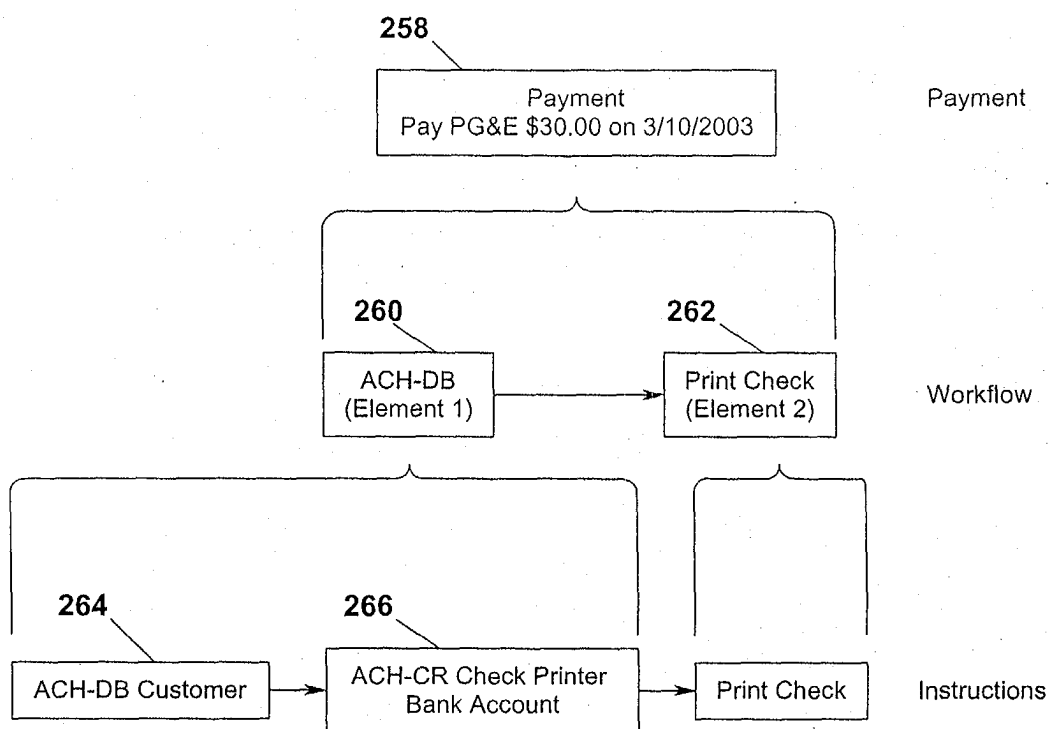 258
Payment
Pay PG&E $30.00 on 3/10/2003
Payment
260
262
ACH-DB
(Element 1)
Print Check
(Element 2)
Workflow
264
266
ACH-DB Customer
ACH-CR Check Printer
Bank Account
Print Check
Instructions